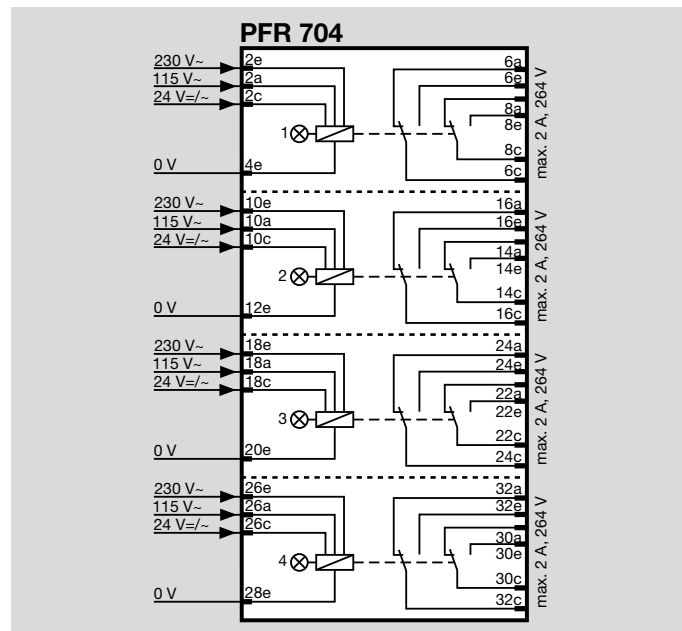 PFR 704
230 V~ 2e 6a
115 V~ 2a 6e
24 V=/~ 2c
8a
8e
1
8c
0 V 4e 6c
max. 2 A, 264 V
230 V~ 10e 16a
115 V~ 10a 16e
24 V=/~ 10c
14a
14e
2
14c
0 V 12e 16c
max. 2 A, 264 V
230 V~ 18e 24a
115 V~ 18a 24e
24 V=/~ 18c
22a
22e
3
22c
0 V 20e 24c
max. 2 A, 264 V
230 V~ 26e 32a
115 V~ 26a 32e
24 V=/~ 26c
30a
30e
4
30c
0 V 28e 32c
max. 2 A, 264 V